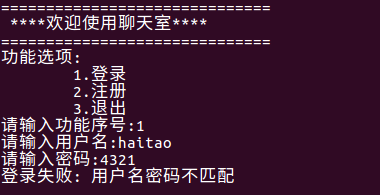 ==============================
****欢迎使用聊天室****
==============================
功能选项:
1.登录
2.注册
3.退出
请输入功能序号:1
请输入用户名:haitao
请输入密码:4321
登录失败: 用户名密码不匹配